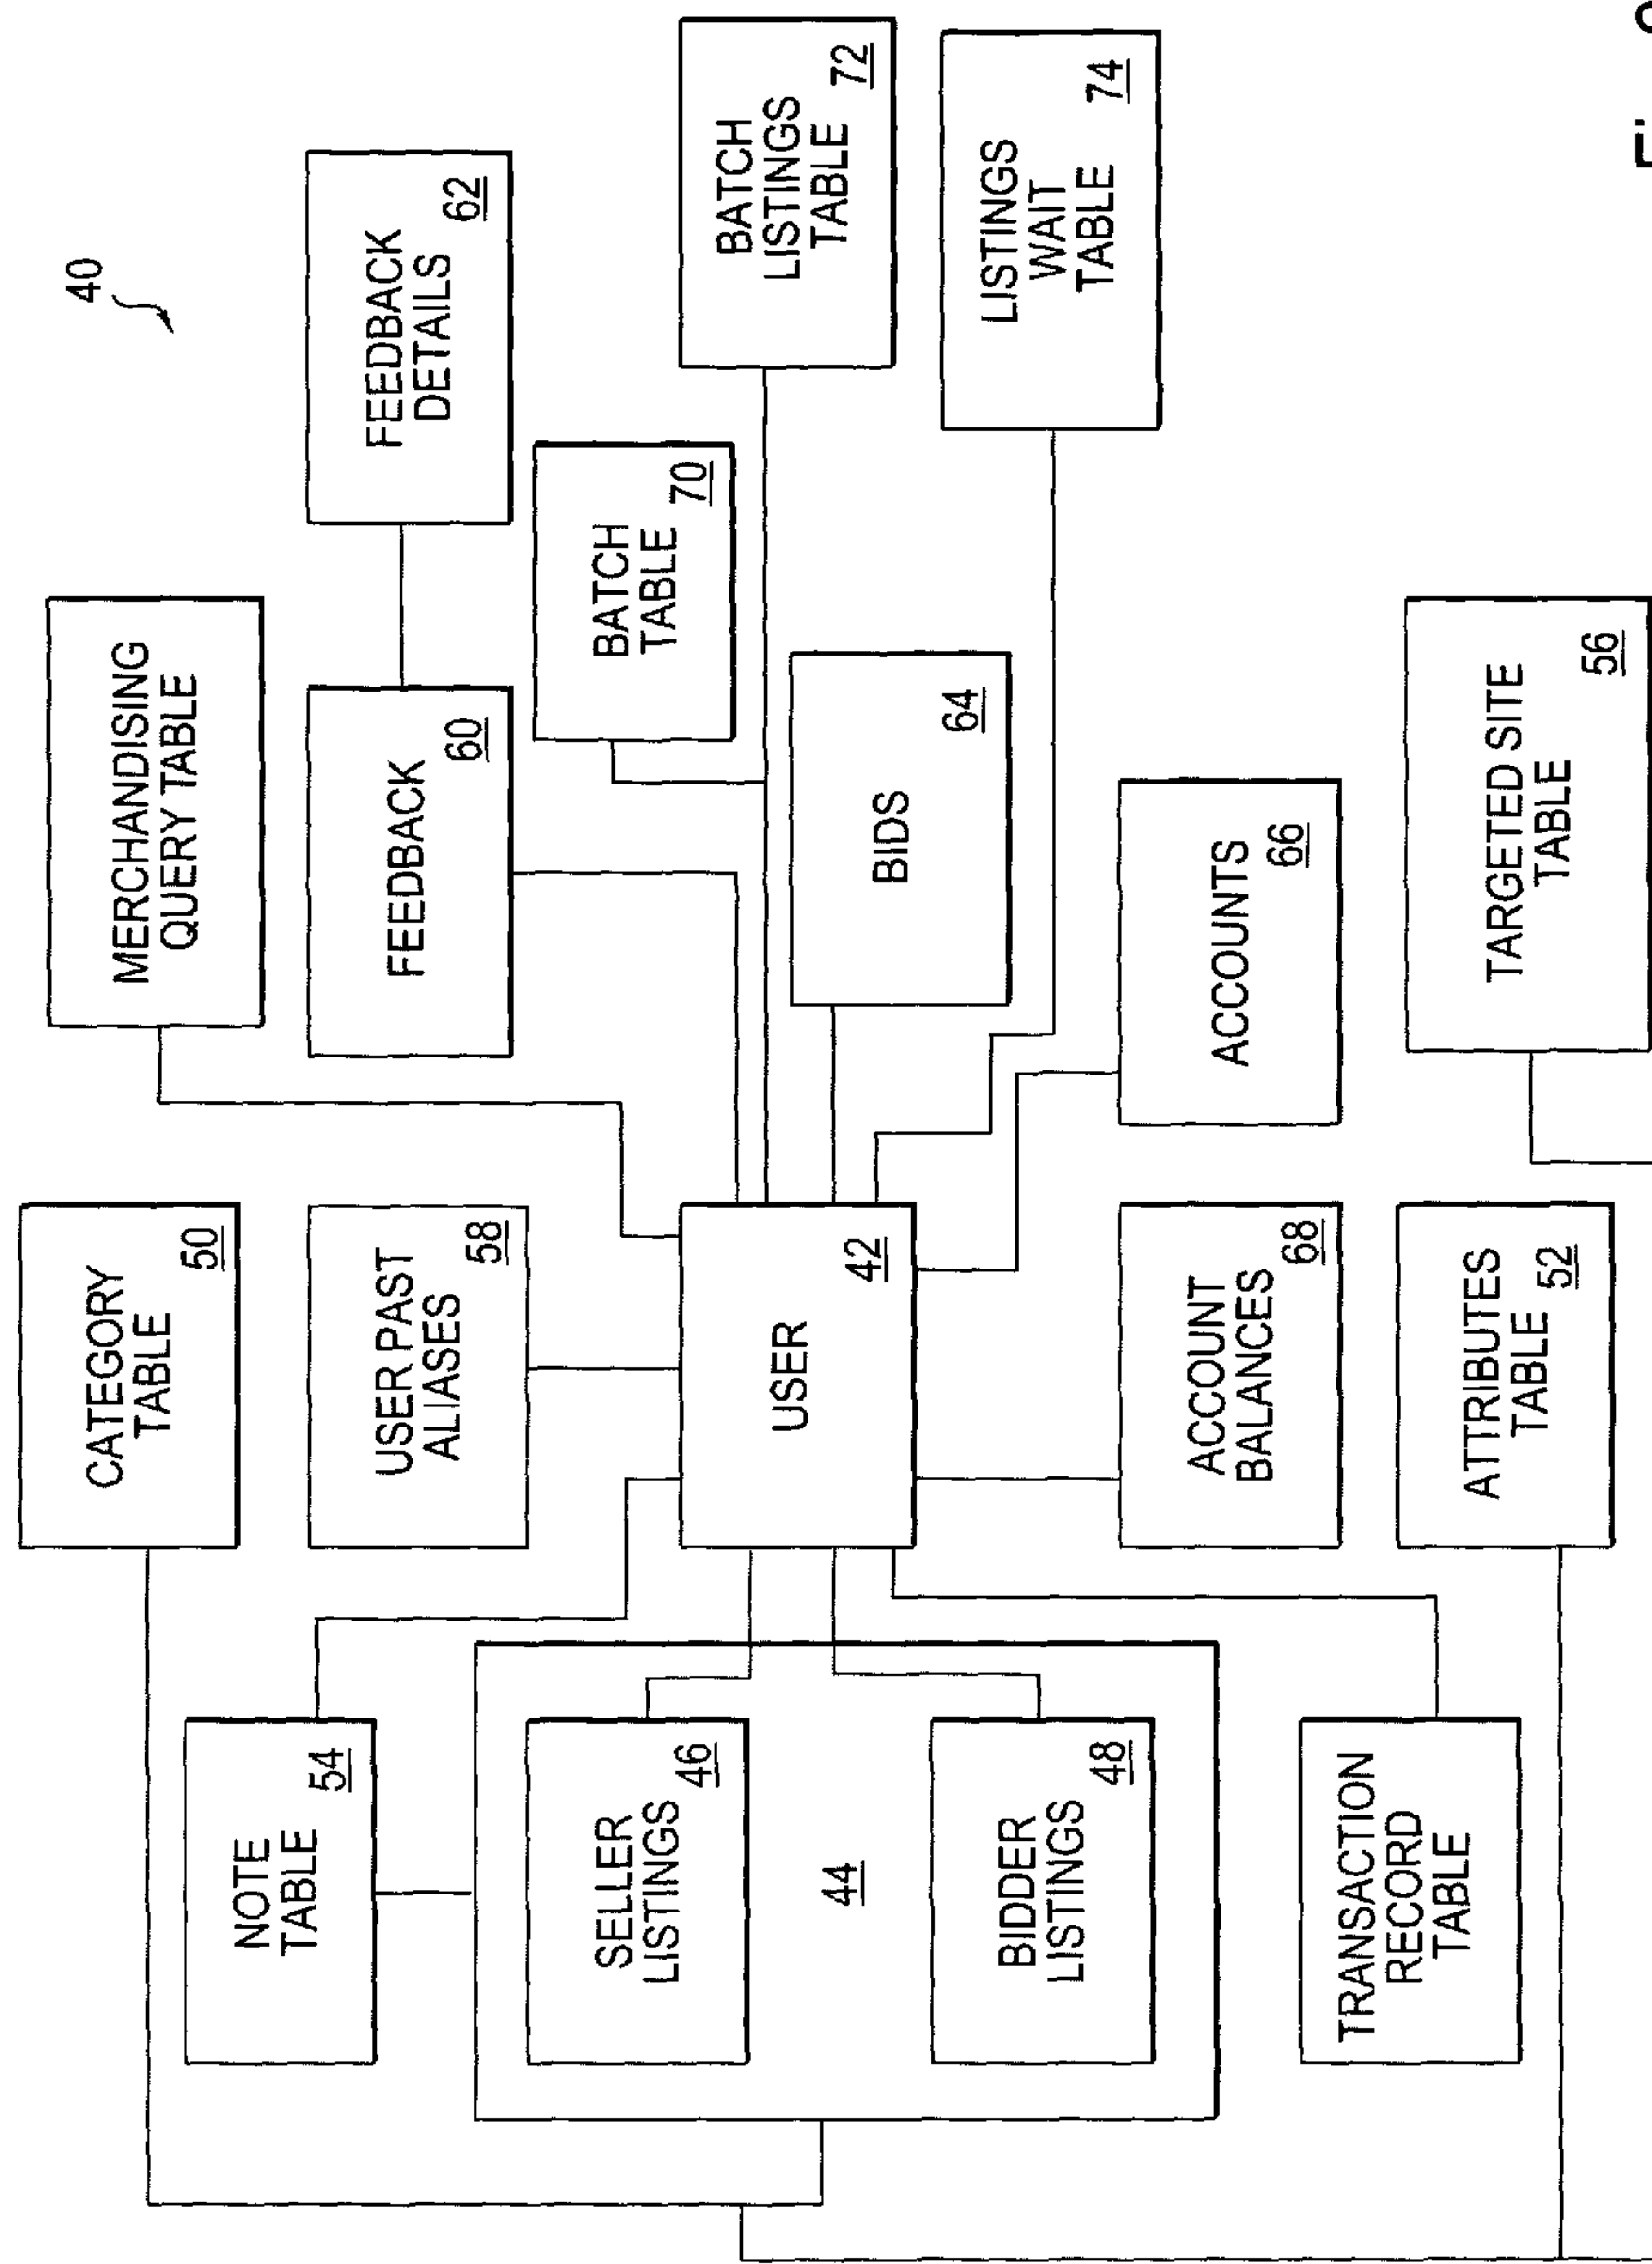 40
CATEGORY
TABLE
50
MERCHANDISING
QUERY TABLE
NOTE
TABLE
54
USER PAST
ALIASES
58
FEEDBACK
60
FEEDBACK
DETAILS
62
SELLER
LISTINGS
46
BATCH
TABLE
70
USER
42
BATCH
LISTINGS
TABLE
72
44
BIDS
64
BIDDER
LISTINGS
48
LISTINGS
WAIT
TABLE
74
ACCOUNT
BALANCES
68
ACCOUNTS
66
TRANSACTION
RECORD
TABLE
ATTRIBUTES
TABLE
52
TARGETED SITE
TABLE
56